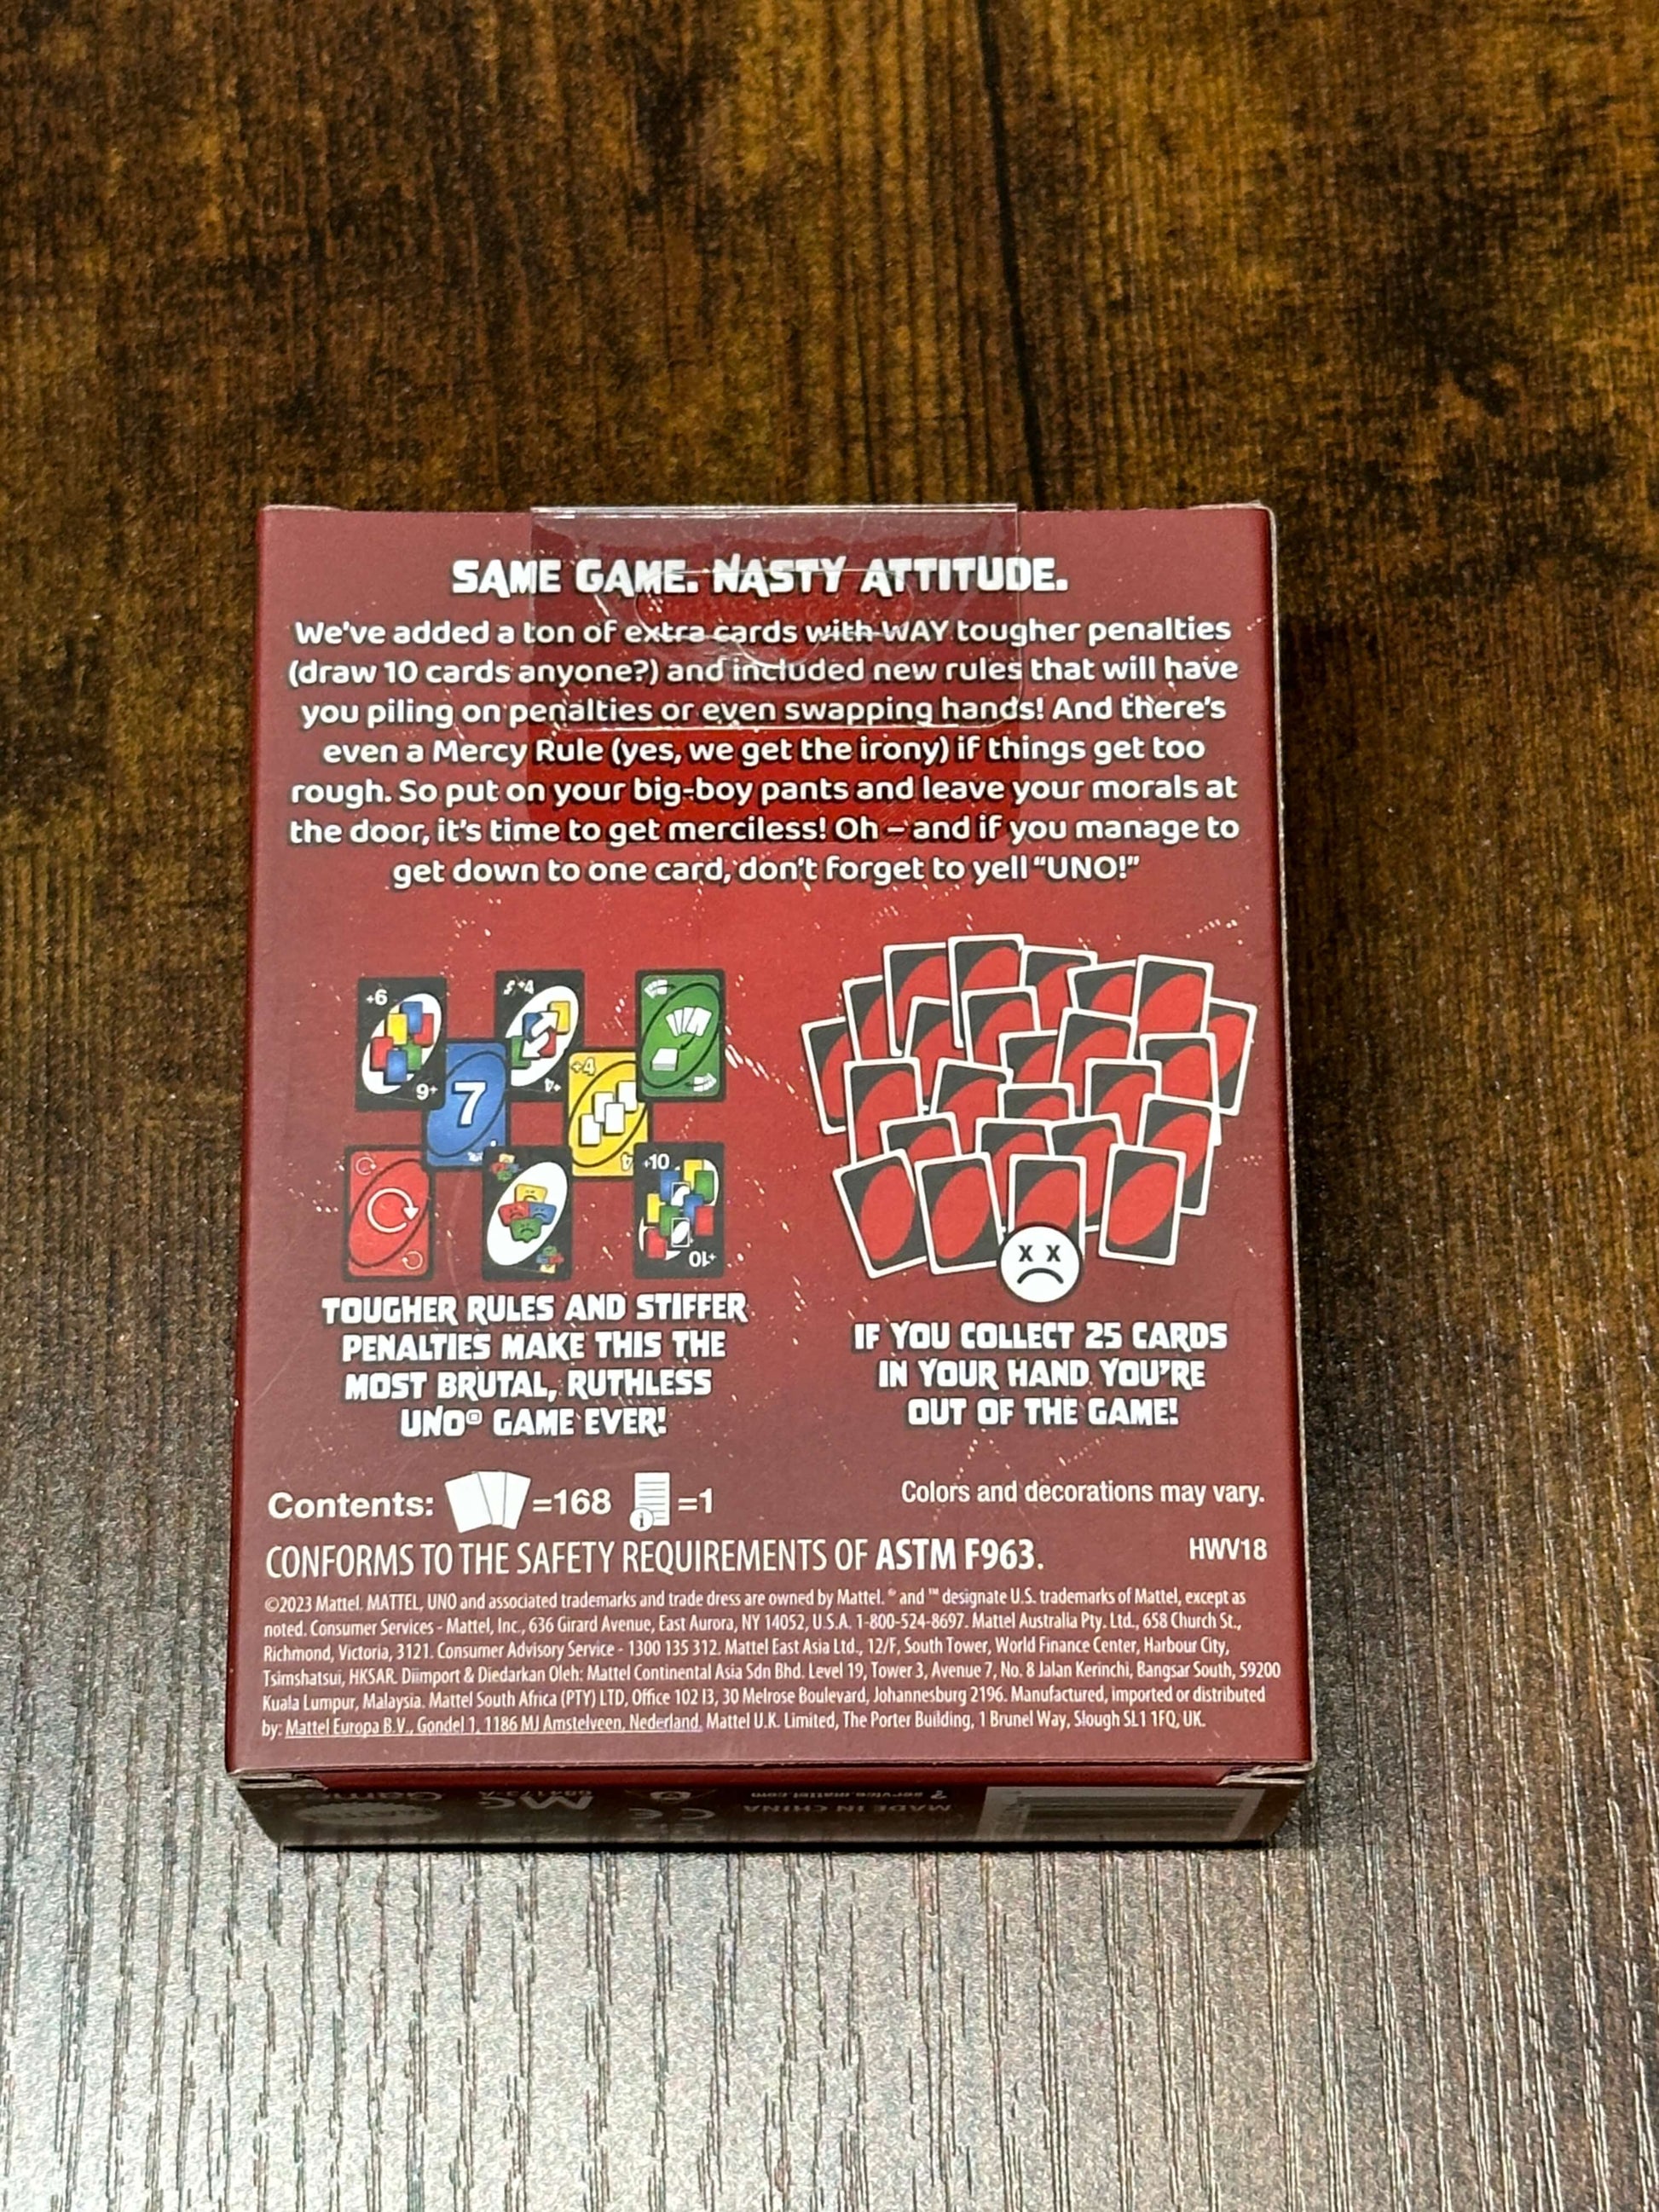 SAME GAME. NASTY ATTITUDE.
We've added a ton of extra cards with WAY tougher penalties
(draw 10 cards anyone?) and included new rules that will have
you piling on penalties or even swapping hands! And there's
even a Mercy Rule (yes, we get the irony) if things get too
rough. So put on your big-boy pants and leave your morals at
the door, it's time to get merciless! Oh – and if you manage to
get down to one card, don't forget to yell “UNO!”
+6
+6
+4
+4
7
+4
4
+10
+10
TOUGHER RULES AND STIFFER
PENALTIES MAKE THIS THE
MOST BRUTAL, RUTHLESS
UNO® GAME EVER!
IF YOU COLLECT 25 CARDS
IN YOUR HAND YOU'RE
OUT OF THE GAME!
Contents: =168 =1
Colors and decorations may vary.
CONFORMS TO THE SAFETY REQUIREMENTS OF ASTM F963.
HWV18
©2023 Mattel. MATTEL, UNO and associated trademarks and trade dress are owned by Mattel. ® and ™ designate U.S. trademarks of Mattel, except as
noted. Consumer Services - Mattel, Inc., 636 Girard Avenue, East Aurora, NY 14052, U.S.A. 1-800-524-8697. Mattel Australia Pty. Ltd., 658 Church St.,
Richmond, Victoria, 3121. Consumer Advisory Service - 1300 135 312. Mattel East Asia Ltd., 12/F, South Tower, World Finance Center, Harbour City,
Tsimshatsui, HKSAR. Diimport & Diedarkan Oleh: Mattel Continental Asia Sdn Bhd. Level 19, Tower 3, Avenue 7, No. 8 Jalan Kerinchi, Bangsar South, 59200
Kuala Lumpur, Malaysia. Mattel South Africa (PTY) LTD, Office 102 I3, 30 Melrose Boulevard, Johannesburg 2196. Manufactured, imported or distributed
by: Mattel Europa B.V., Gondel 1, 1186 MJ Amstelveen, Nederland. Mattel U.K. Limited, The Porter Building, 1 Brunel Way, Slough SL1 1FQ, UK.
MADE IN CHINA
? service.mattel.com
CE
MC
Games